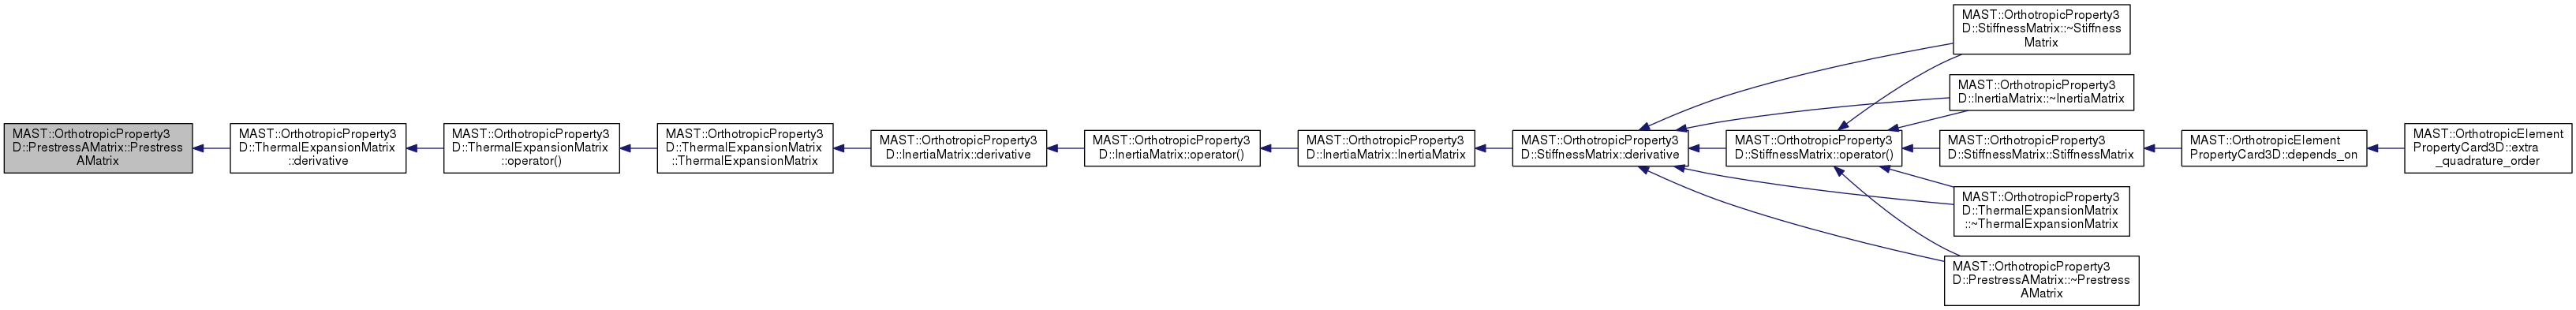 MAST::OrthotropicProperty3
D::PrestressAMatrix::Prestress
AMatrix
MAST::OrthotropicProperty3
D::ThermalExpansionMatrix
::derivative
MAST::OrthotropicProperty3
D::ThermalExpansionMatrix
::operator()
MAST::OrthotropicProperty3
D::ThermalExpansionMatrix
::ThermalExpansionMatrix
MAST::OrthotropicProperty3
D::InertiaMatrix::derivative
MAST::OrthotropicProperty3
D::InertiaMatrix::operator()
MAST::OrthotropicProperty3
D::InertiaMatrix::InertiaMatrix
MAST::OrthotropicProperty3
D::StiffnessMatrix::derivative
MAST::OrthotropicProperty3
D::StiffnessMatrix::~Stiffness
Matrix
MAST::OrthotropicProperty3
D::InertiaMatrix::~InertiaMatrix
MAST::OrthotropicProperty3
D::StiffnessMatrix::operator()
MAST::OrthotropicProperty3
D::StiffnessMatrix::StiffnessMatrix
MAST::OrthotropicProperty3
D::ThermalExpansionMatrix
::~ThermalExpansionMatrix
MAST::OrthotropicProperty3
D::PrestressAMatrix::~Prestress
AMatrix
MAST::OrthotropicElement
PropertyCard3D::depends_on
MAST::OrthotropicElement
PropertyCard3D::extra
_quadrature_order